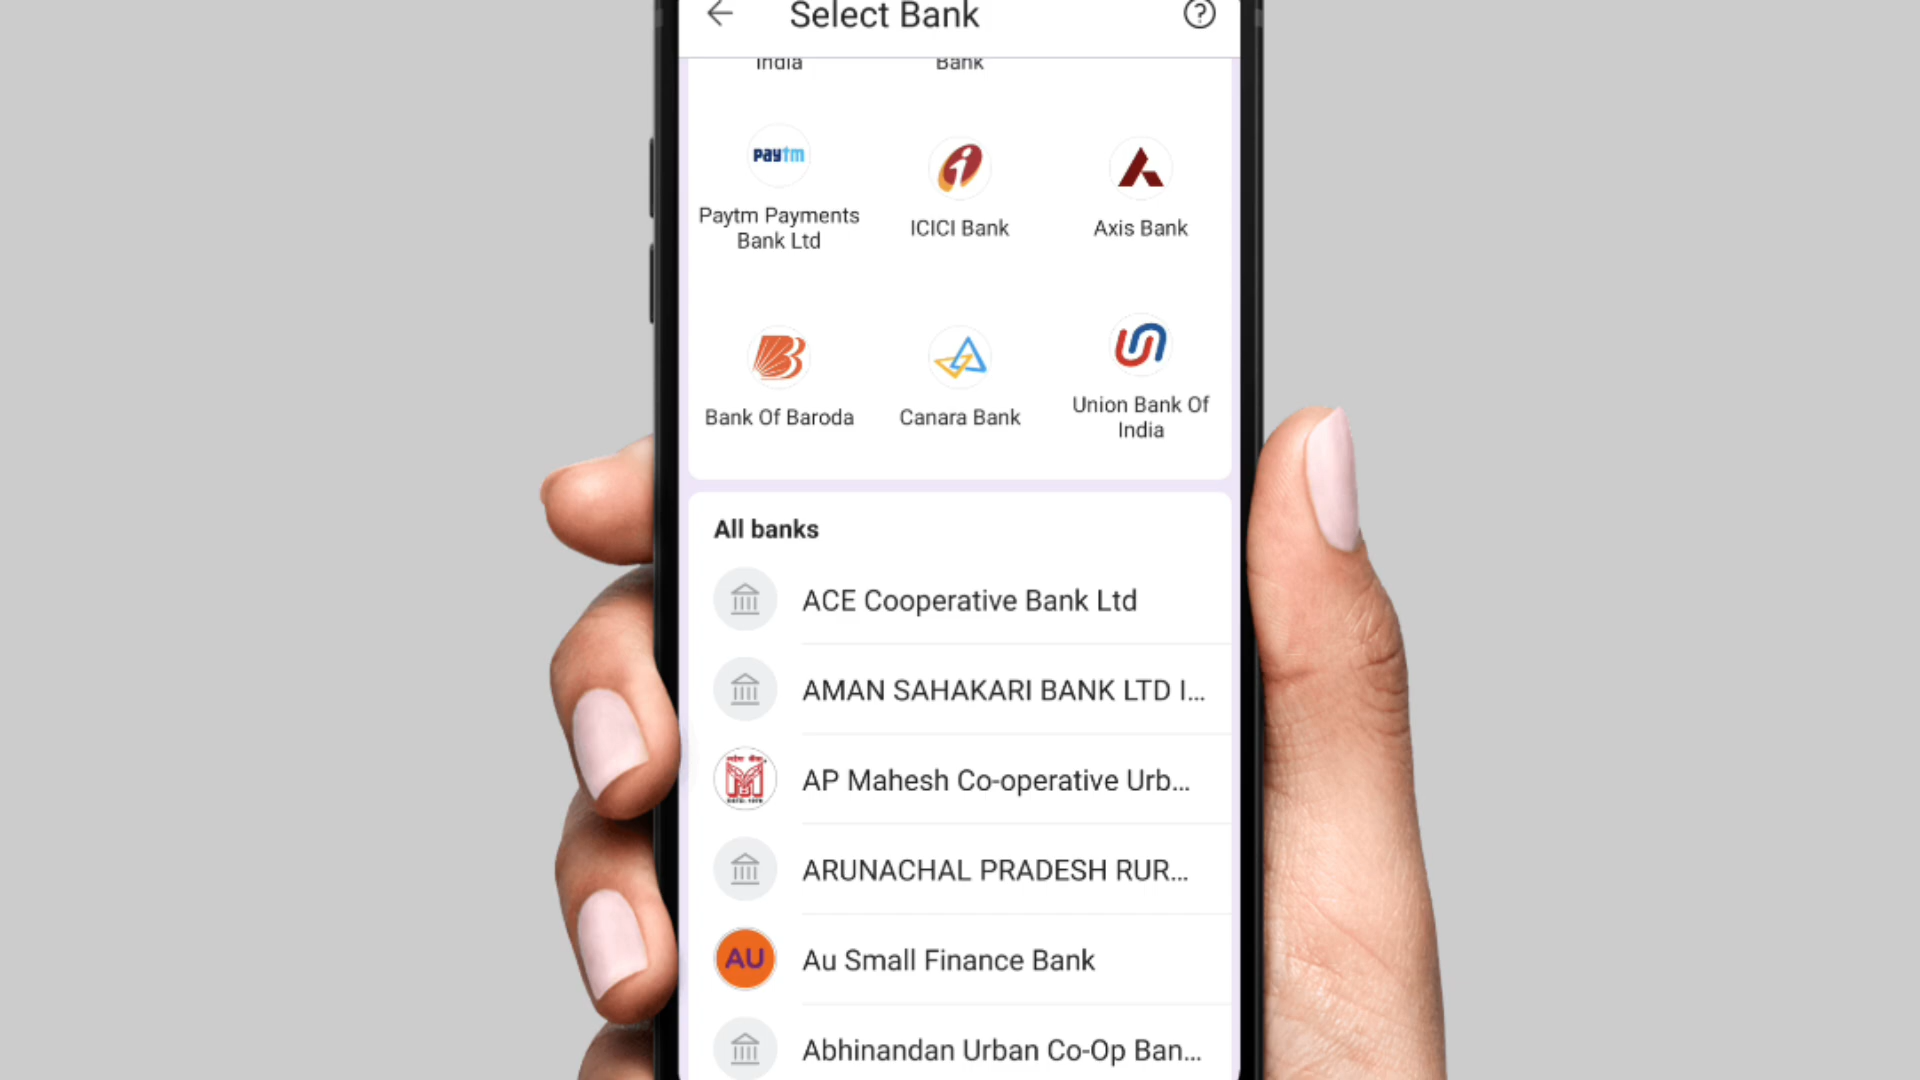 Select Bank
India
Bank
paytm
Paytm Payments
Bank Ltd
ICICI Bank
Axis Bank
Bank Of Baroda
Canara Bank
Union Bank Of
India
All banks
ACE Cooperative Bank Ltd
AMAN SAHAKARI BANK LTD I...
AP Mahesh Co-operative Urb...
ARUNACHAL PRADESH RUR...
AU
Au Small Finance Bank
Abhinandan Urban Co-Op Ban...